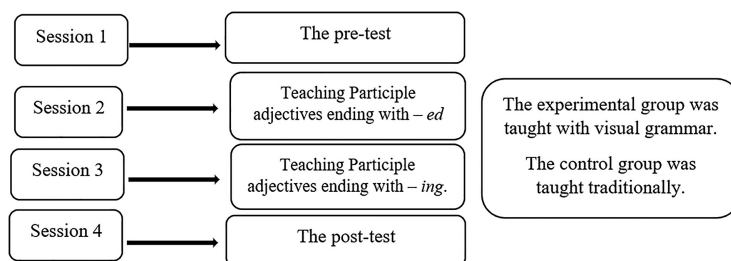 Session 1
The pre-test
Session 2
Teaching Participle
adjectives ending with – ed
Session 3
Teaching Participle
adjectives ending with – ing.
Session 4
The post-test
The experimental group was
taught with visual grammar.
The control group was
taught traditionally.